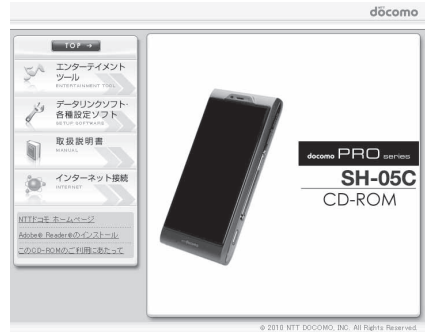 döcomo
TOP →
エンターテイメント
ツール
ENTERTAINMENT TOOL
データリンクソフト・
各種設定ソフト
SETUP SOFTWARE
取扱説明書
MANUAL
インターネット接続
INTERNET
NTTドコモ ホームページ
Adobe® Reader®のインストール
このCD-ROMのご利用にあたって
docomo PRO series
SH-05C
CD-ROM
© 2010 NTT DOCOMO, INC. All Rights Reserved.